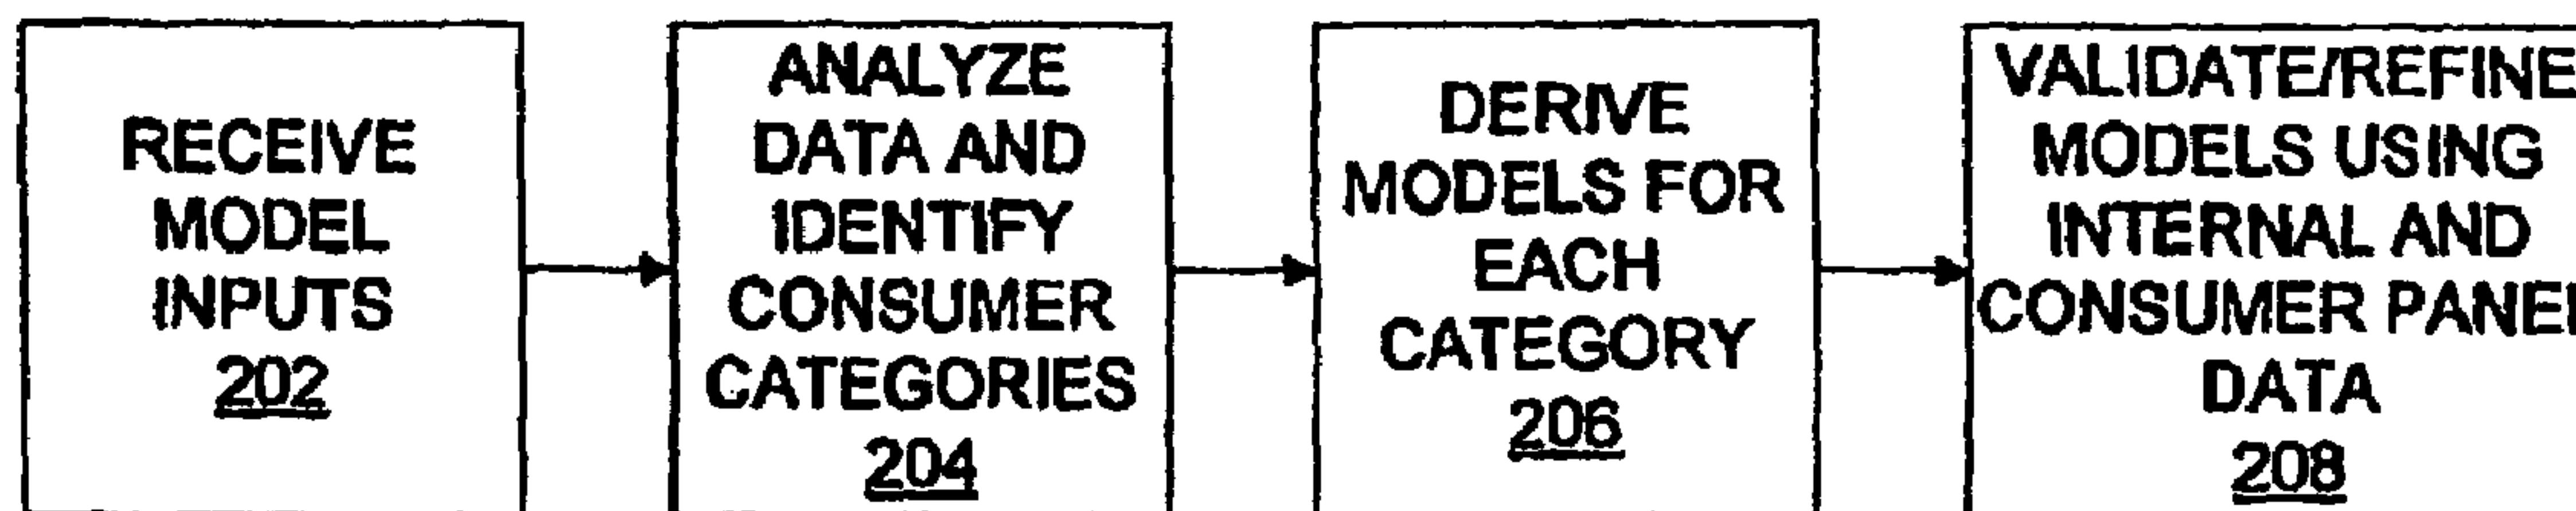 RECEIVE
MODEL
INPUTS
202
ANALYZE
DATA AND
IDENTIFY
CONSUMER
CATEGORIES
204
DERIVE
MODELS FOR
EACH
CATEGORY
206
VALIDATE/REFINE
MODELS USING
INTERNAL AND
CONSUMER PANEL
DATA
208